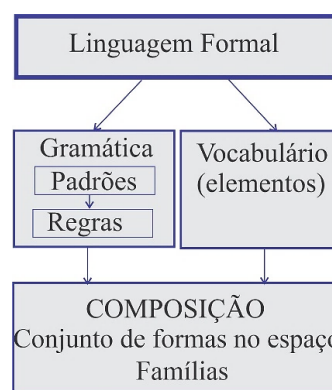 Linguagem Formal
Gramática
Padrões
Regras
Vocabulário
(elementos)
COMPOSIÇÃO
Conjunto de formas no espaço
Famílias